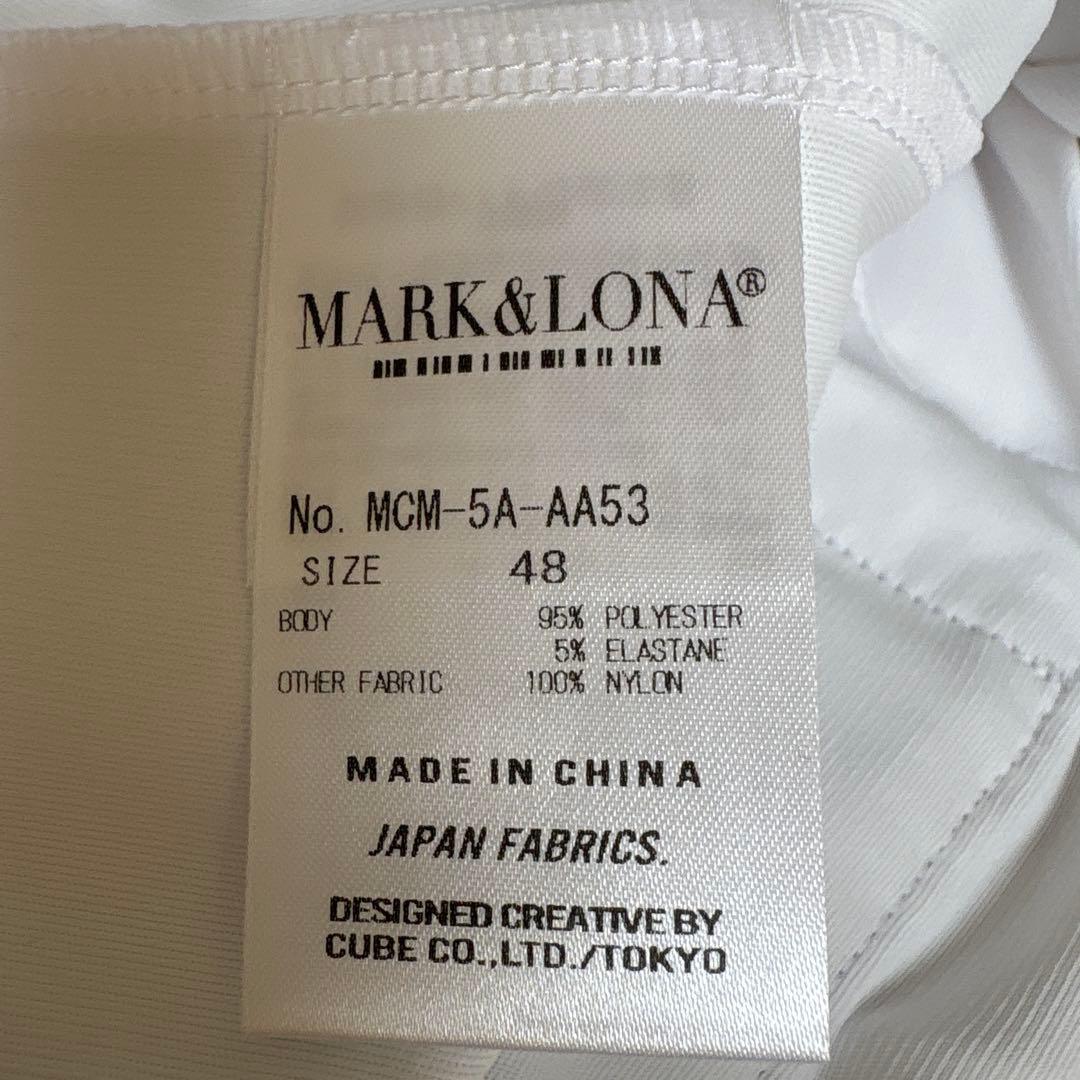 MARK&LONA®
No. MCM-5A-AA53
SIZE 48
BODY 95% POLYESTER
5% ELASTANE
OTHER FABRIC 100% NYLON
MADE IN CHINA
JAPAN FABRICS.
DESIGNED CREATIVE BY
CUBE CO.,LTD./TOKYO